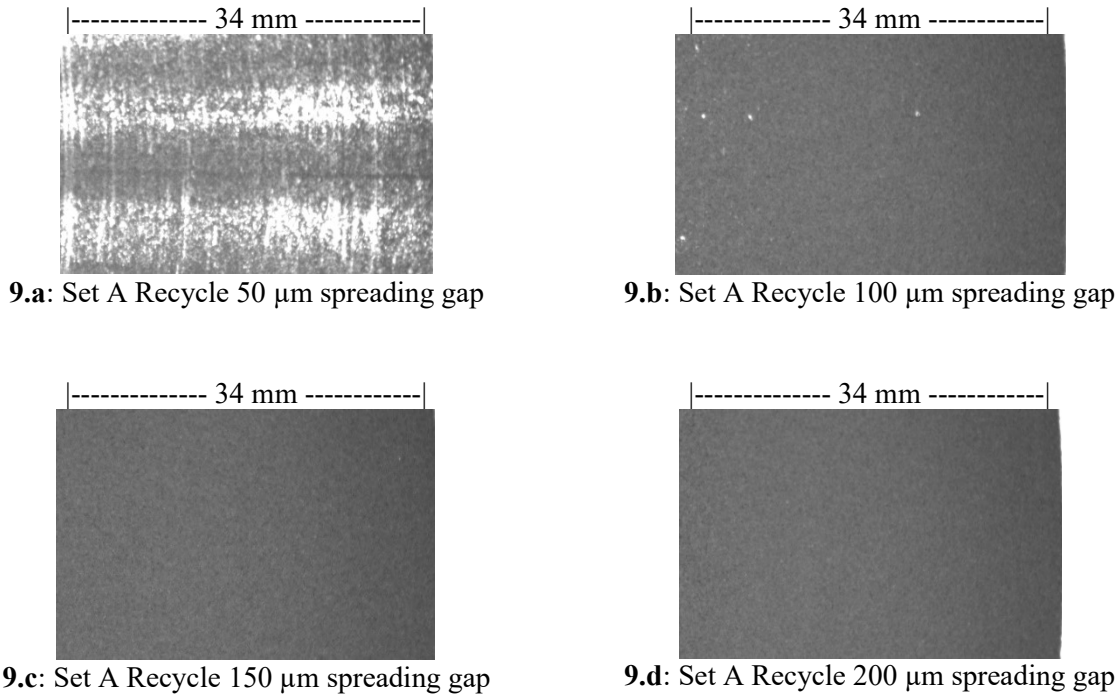 |-------------- 34 mm ------------|
|-------------- 34 mm ------------|
9.a: Set A Recycle 50 µm spreading gap
9.b: Set A Recycle 100 µm spreading gap
|-------------- 34 mm ------------|
|-------------- 34 mm ------------|
9.c: Set A Recycle 150 µm spreading gap
9.d: Set A Recycle 200 µm spreading gap